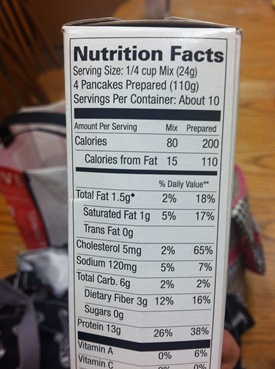 Nutrition Facts
Serving Size: 1/4 cup Mix (24g)
4 Pancakes Prepared (110g)
Servings Per Container: About 10
Amount Per Serving Mix Prepared
Calories 80 200
Calories from Fat 15 110
% Daily Value**
Total Fat 1.5g* 2% 18%
Saturated Fat 1g 5% 17%
Trans Fat 0g
Cholesterol 5mg 2% 65%
Sodium 120mg 5% 7%
Total Carb. 6g 2% 2%
Dietary Fiber 3g 12% 16%
Sugars 0g
Protein 13g 26% 38%
Vitamin A 0% 6%
Vitamin C 0% 0%